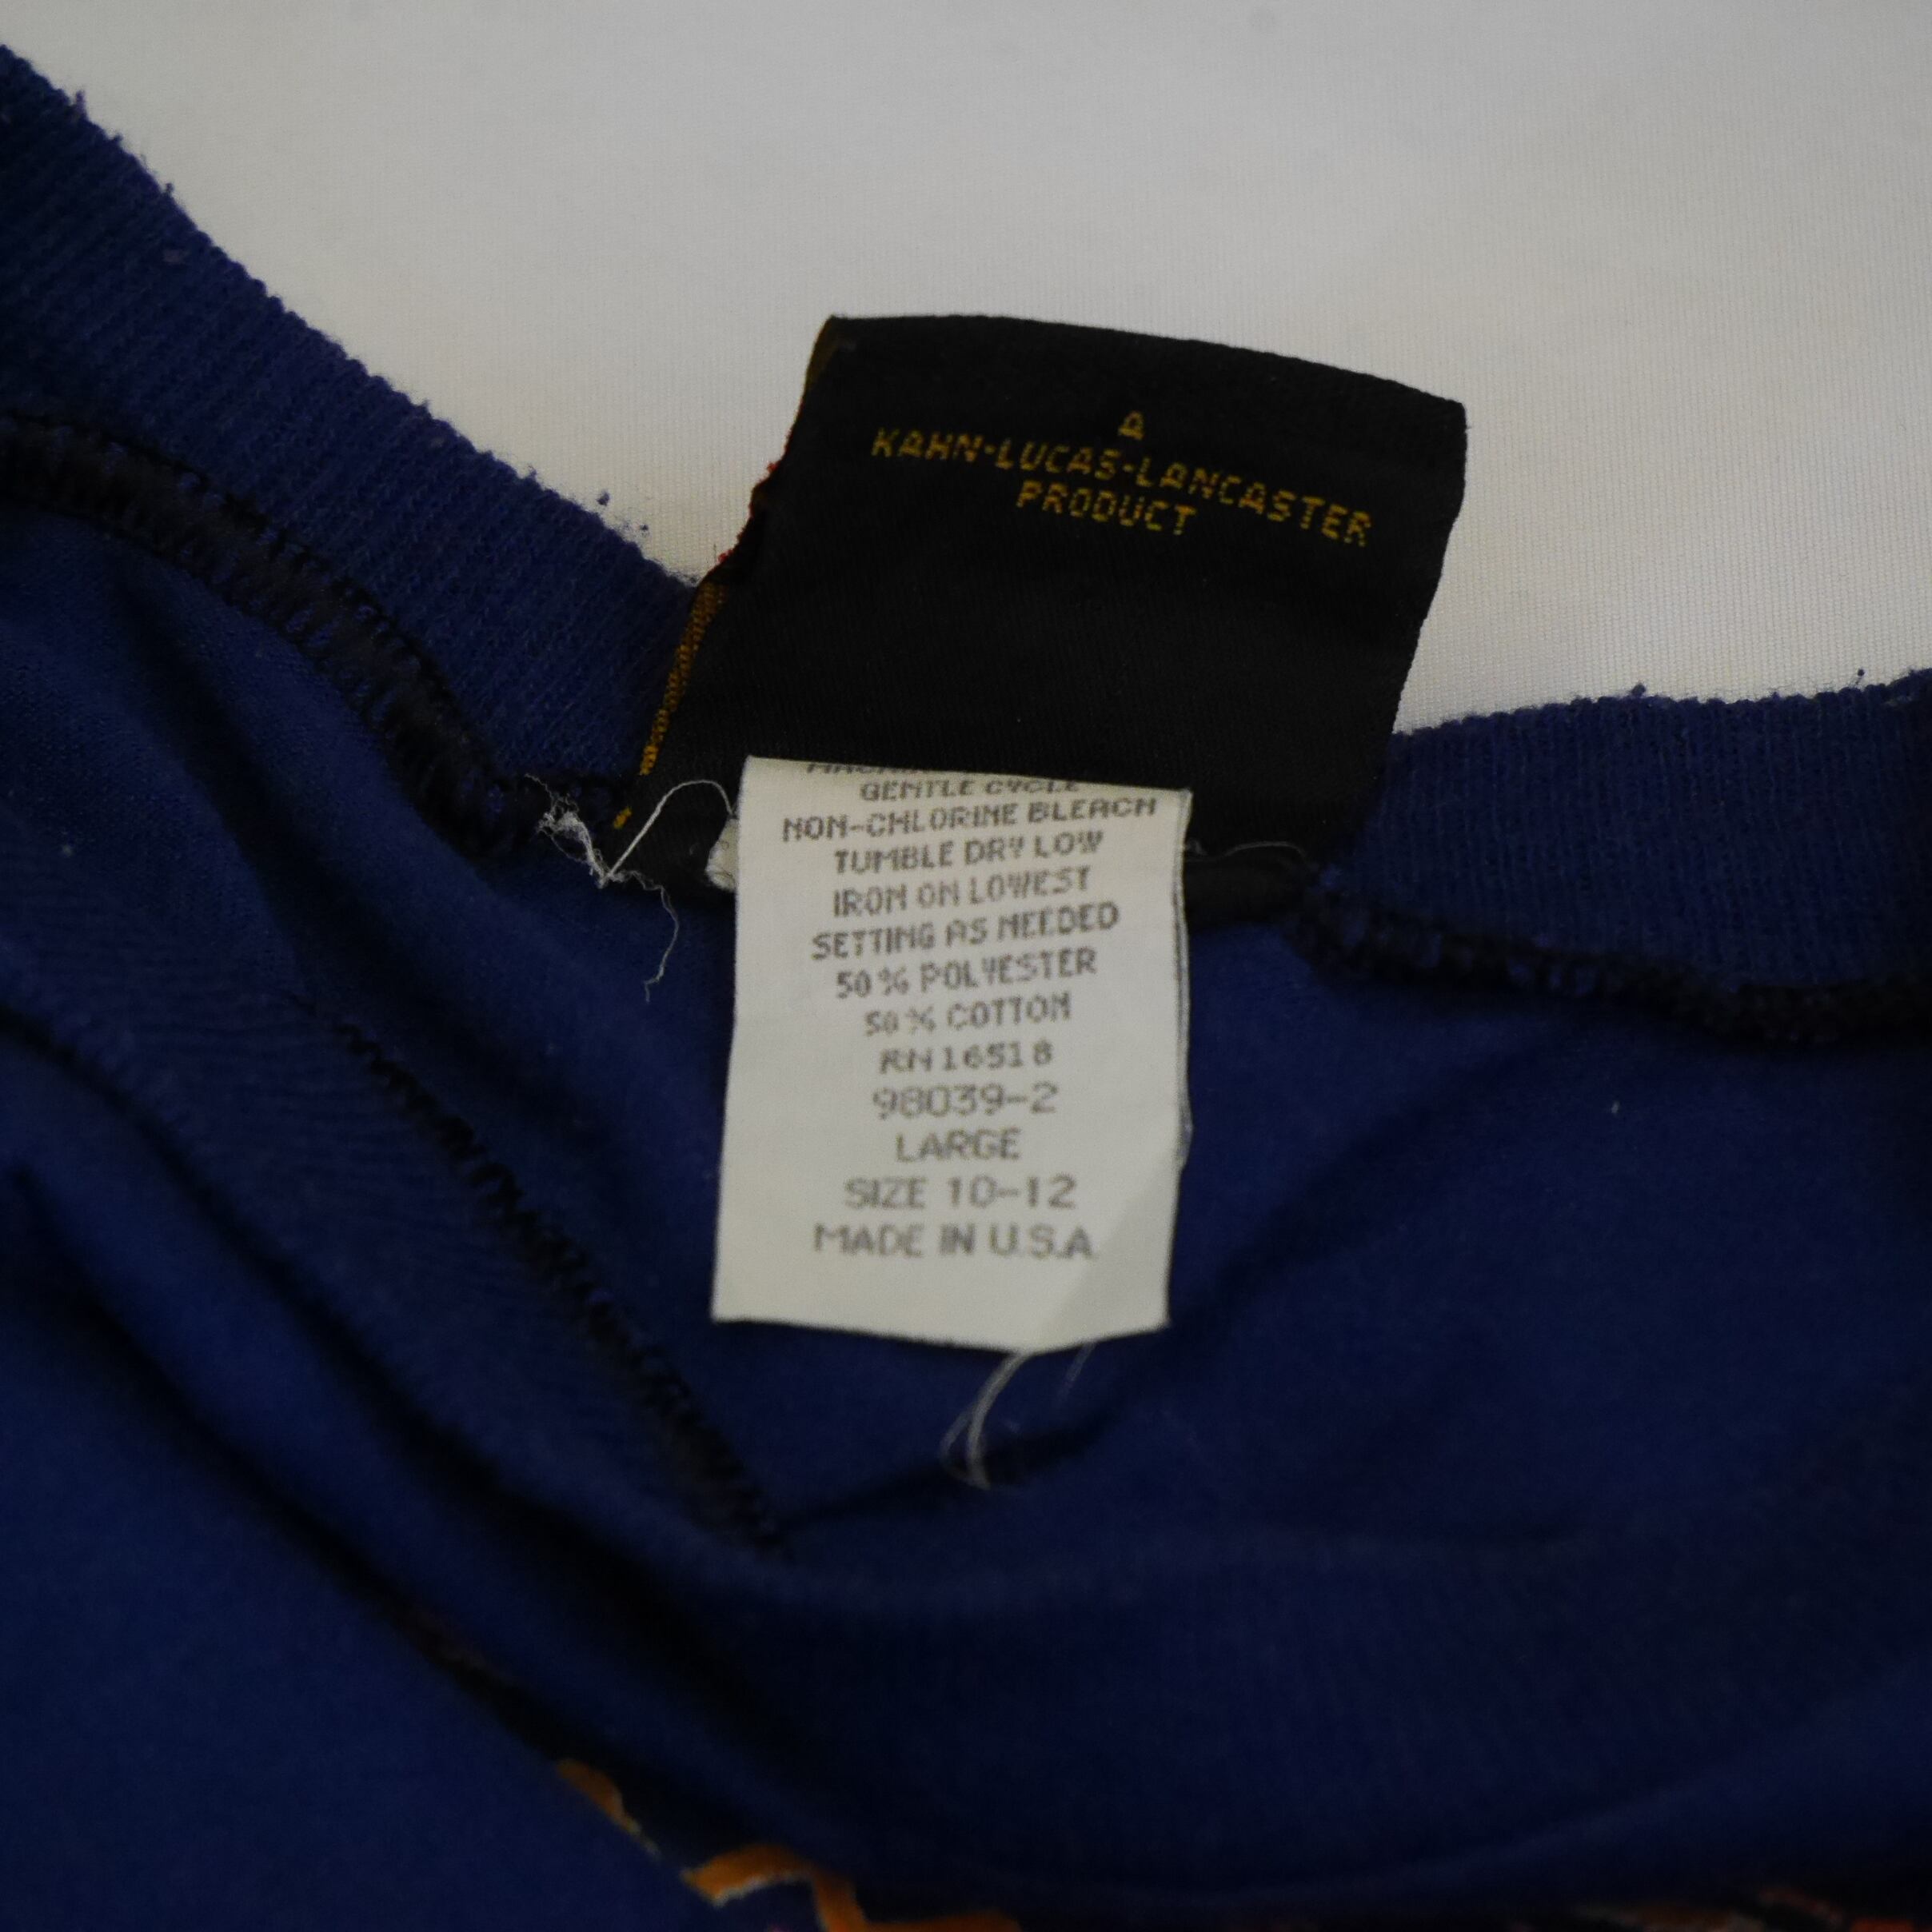 A
KAHN-LUCAS-LANCASTER
PRODUCT
GENTLE CYCLE
NON-CHLORINE BLEACH
TUMBLE DRY LOW
IRON ON LOWEST
SETTING AS NEEDED
50% POLYESTER
50% COTTON
RN16518
98039-2
LARGE
SIZE 10-12
MADE IN U.S.A.